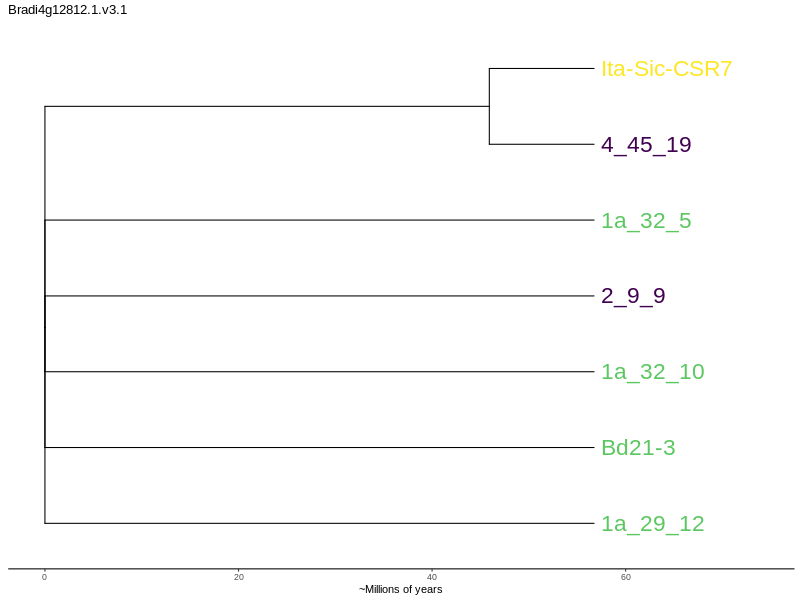 Bradi4g12812.1.v3.1
Ita-Sic-CSR7
4_45_19
1a_32_5
2_9_9
1a_32_10
Bd21-3
1a_29_12
0 20 40 60
~Millions of years